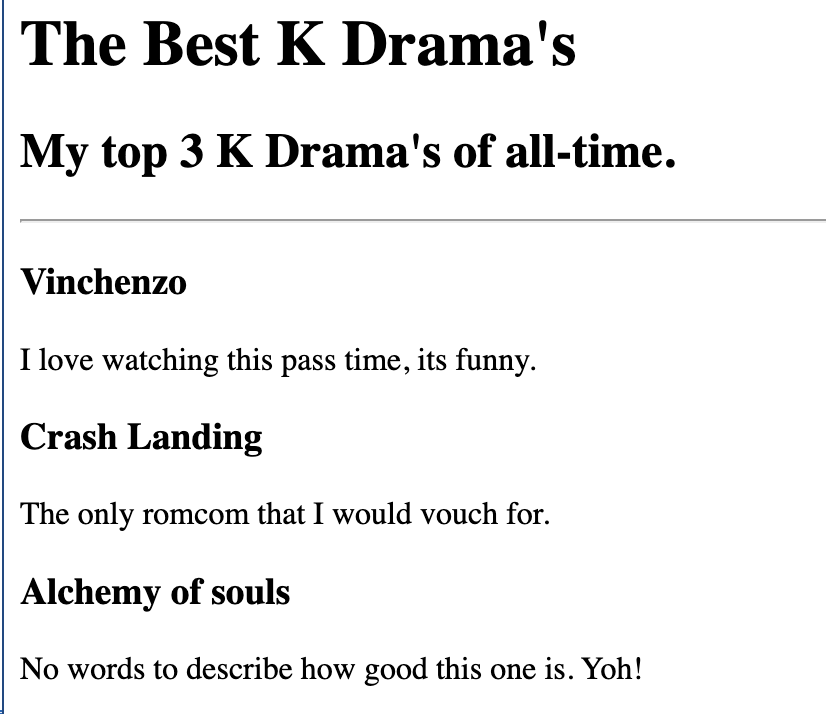 The Best K Drama's
My top 3 K Drama's of all-time.
Vinchenzo
I love watching this pass time, its funny.
Crash Landing
The only romcom that I would vouch for.
Alchemy of souls
No words to describe how good this one is. Yoh!